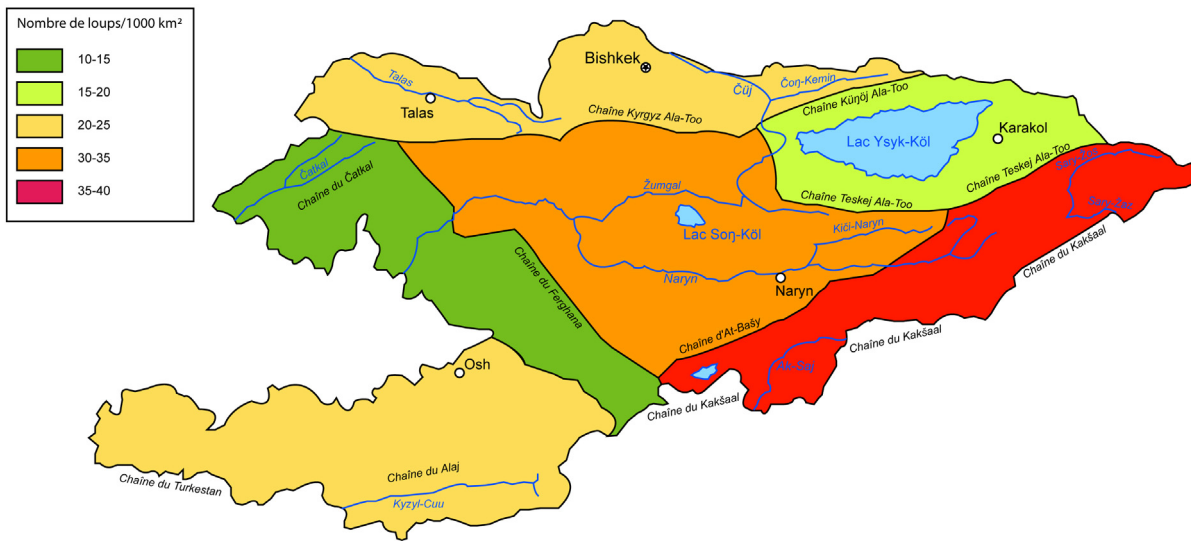 Nombre de loups/1000 km²
10-15
15-20
20-25
30-35
35-40
Bishkek
Talas
Talas
Čüj
Čoŋ-Kemin
Chaîne Kyrgyz Ala-Too
Chaîne Küŋöj Ala-Too
Lac Ysyk-Köl
Karakol
Chaîne Teskej Ala-Too
Chaîne Teskej Ala-Too
Čatkal
Chaîne du Čatkal
Žumgal
Lac Soŋ-Köl
Kiči-Naryn
Naryn
Naryn
Chaîne du Ferghana
Chaîne d'At-Bašy
Chaîne du Kakšaal
Chaîne du Kakšaal
Chaîne du Kakšaal
Ak-Saj
Osh
Chaîne du Alaj
Chaîne du Turkestan
Kyzyl-Cuu